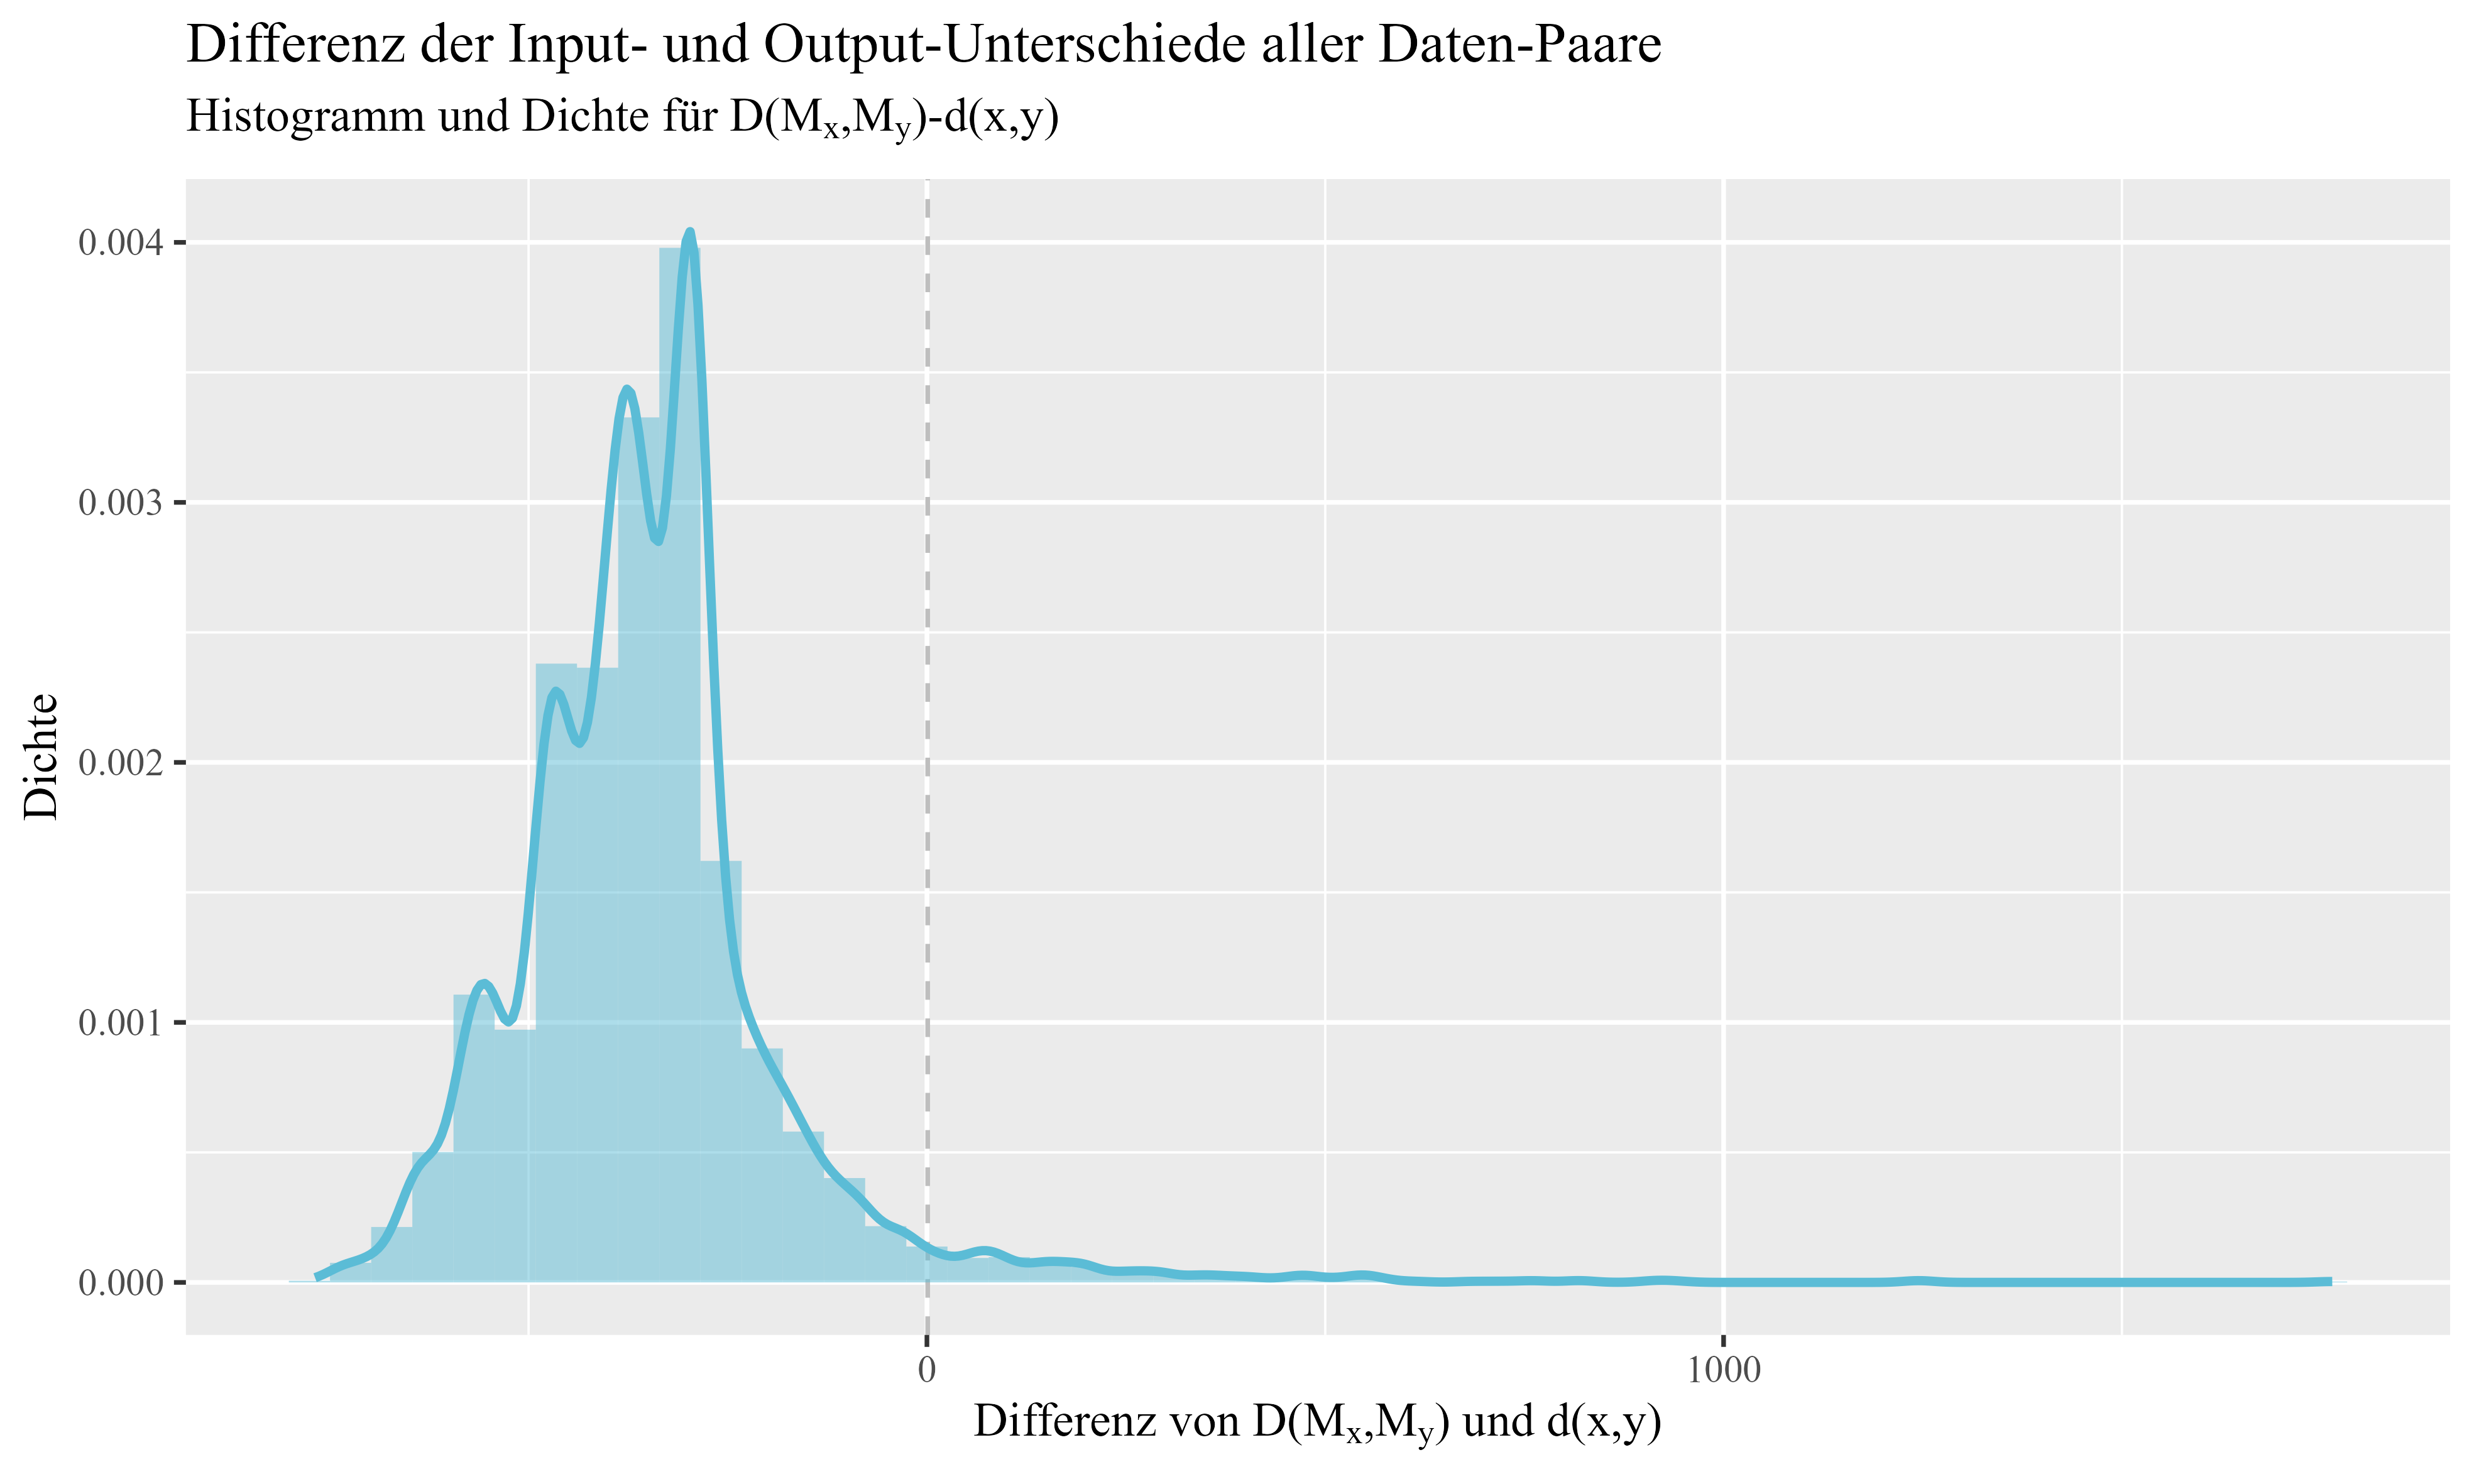 Differenz der Input- und Output-Unterschiede aller Daten-Paare
Histogramm und Dichte für D(Mx,My)-d(x,y)
Dichte
0.004
0.003
0.002
0.001
0.000
0
1000
Differenz von D(Mx,My) und d(x,y)